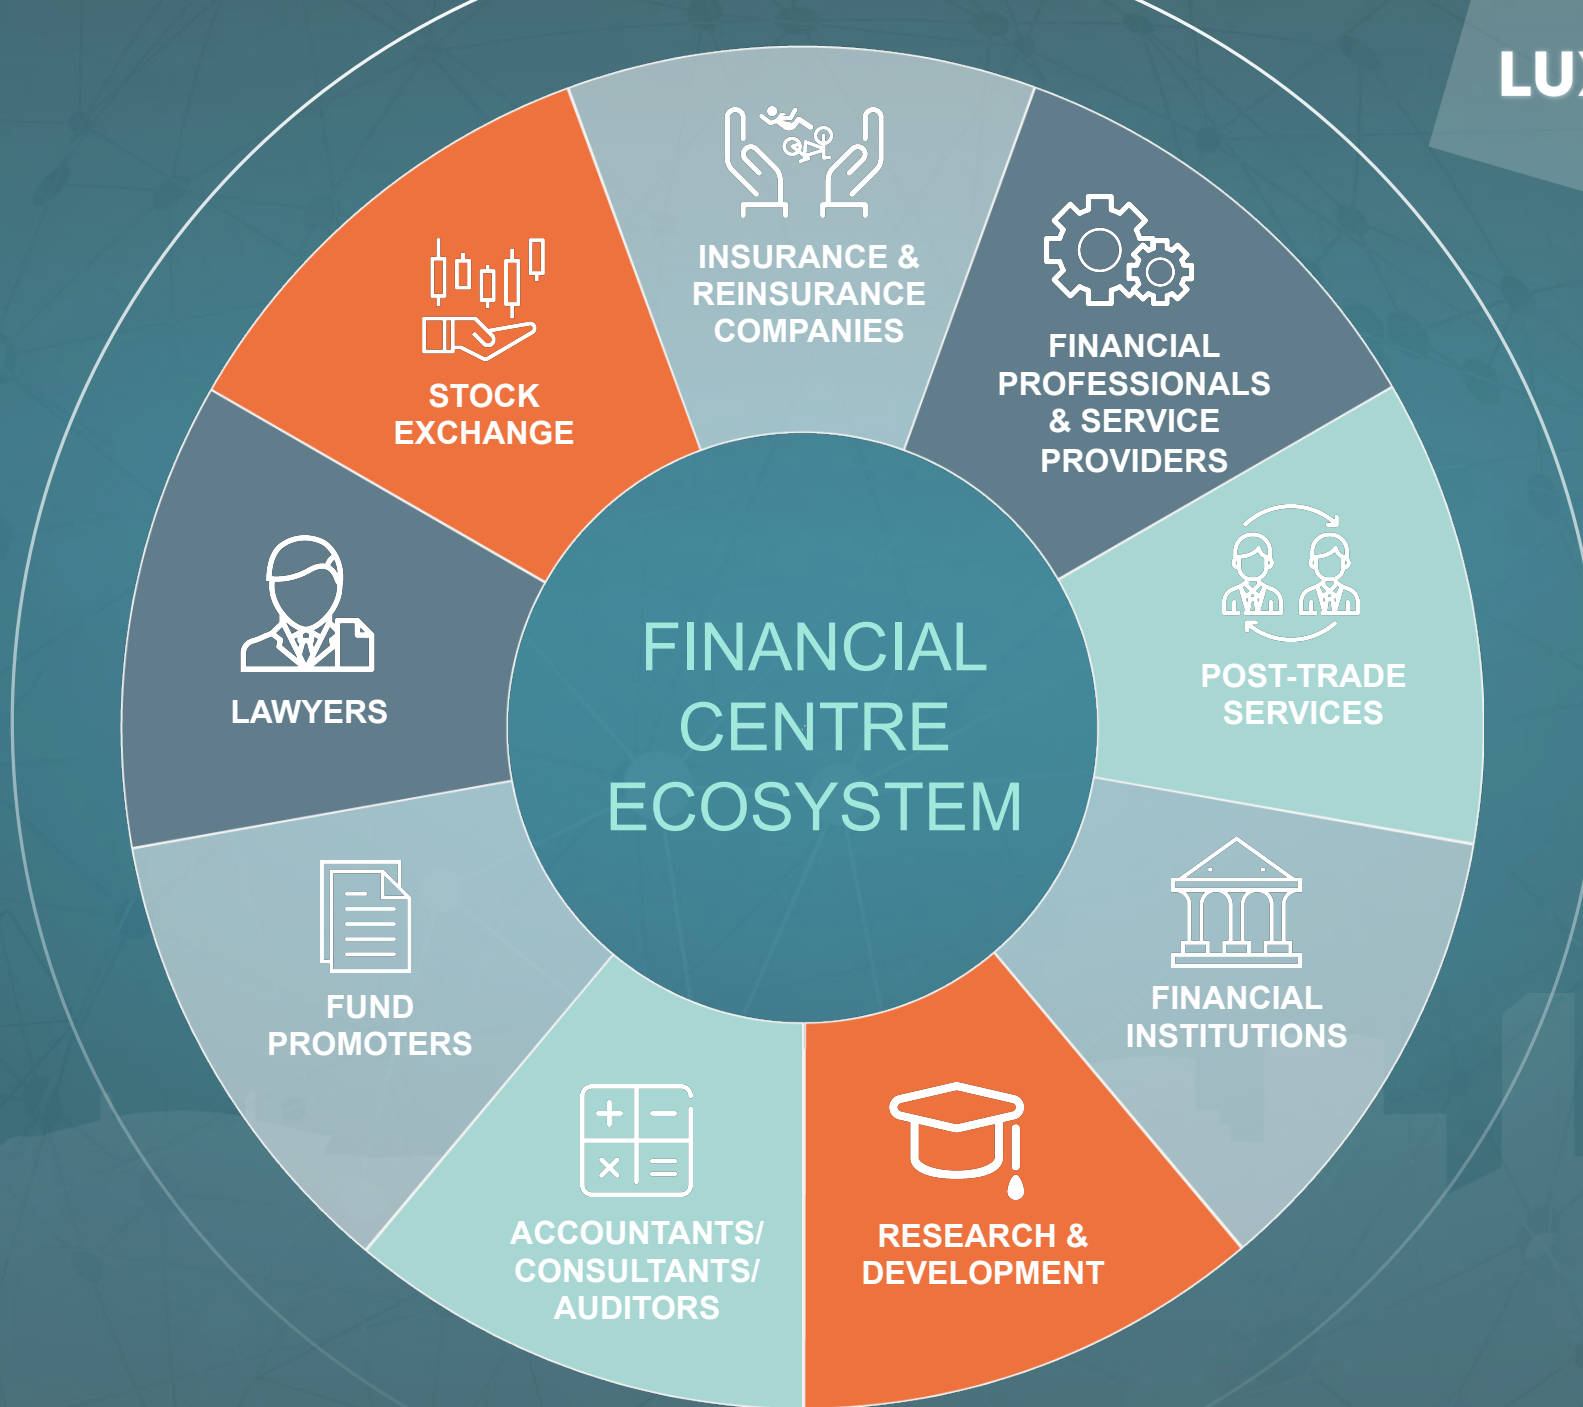 LUX
INSURANCE &
REINSURANCE
COMPANIES
FINANCIAL
PROFESSIONALS
& SERVICE
PROVIDERS
POST-TRADE
SERVICES
FINANCIAL
INSTITUTIONS
RESEARCH &
DEVELOPMENT
ACCOUNTANTS/
CONSULTANTS/
AUDITORS
FUND
PROMOTERS
LAWYERS
STOCK
EXCHANGE
FINANCIAL
CENTRE
ECOSYSTEM